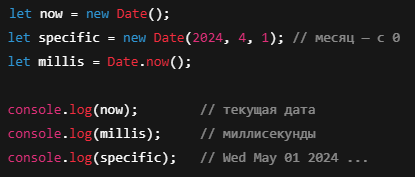 let now = new Date();
let specific = new Date(2024, 4, 1); // месяц — с 0
let millis = Date.now();

console.log(now);        // текущая дата
console.log(millis);     // миллисекунды
console.log(specific);   // Wed May 01 2024 ...